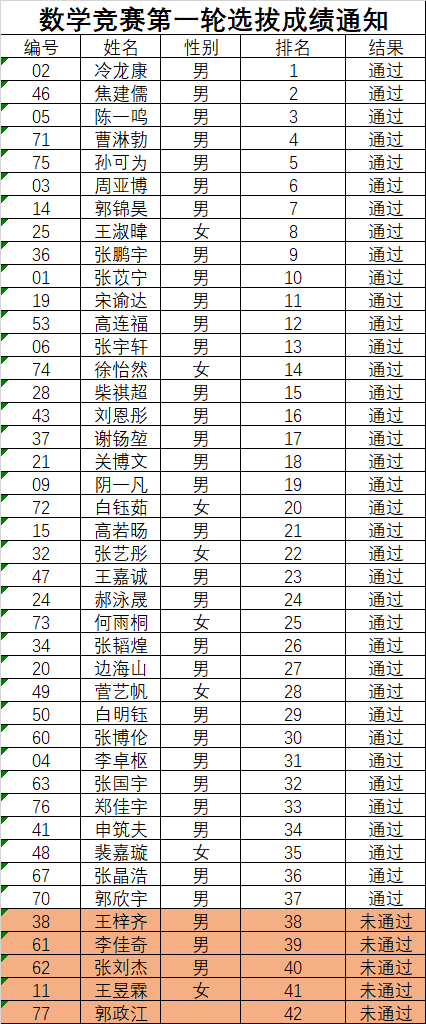 数学竞赛第一轮选拔成绩通知
编号 姓名 性别 排名 结果
02 冷龙康 男 1 通过
46 焦建儒 男 2 通过
05 陈一鸣 男 3 通过
71 曹淋勃 男 4 通过
75 孙可为 男 5 通过
03 周亚博 男 6 通过
14 郭锦昊 男 7 通过
25 王淑暐 女 8 通过
36 张鹏宇 男 9 通过
01 张苡宁 男 10 通过
19 宋谕达 男 11 通过
53 高连福 男 12 通过
06 张宇轩 男 13 通过
74 徐怡然 女 14 通过
28 柴祺超 男 15 通过
43 刘恩彤 男 16 通过
37 谢钖堃 男 17 通过
21 关博文 男 18 通过
09 阴一凡 男 19 通过
72 白钰茹 女 20 通过
15 高若旸 男 21 通过
32 张艺彤 女 22 通过
47 王嘉诚 男 23 通过
24 郝泳晟 男 24 通过
73 何雨桐 女 25 通过
34 张韬煌 男 26 通过
20 边海山 男 27 通过
49 菅艺帆 女 28 通过
50 白明钰 男 29 通过
60 张博伦 男 30 通过
04 李卓枢 男 31 通过
63 张国宇 男 32 通过
76 郑佳宇 男 33 通过
41 申筑夫 男 34 通过
48 裴嘉璇 女 35 通过
67 张晶浩 男 36 通过
70 郭欣宇 男 37 通过
38 王梓齐 男 38 未通过
61 李佳奇 男 39 未通过
62 张刘杰 男 40 未通过
11 王昱霖 女 41 未通过
77 郭政江 42 未通过